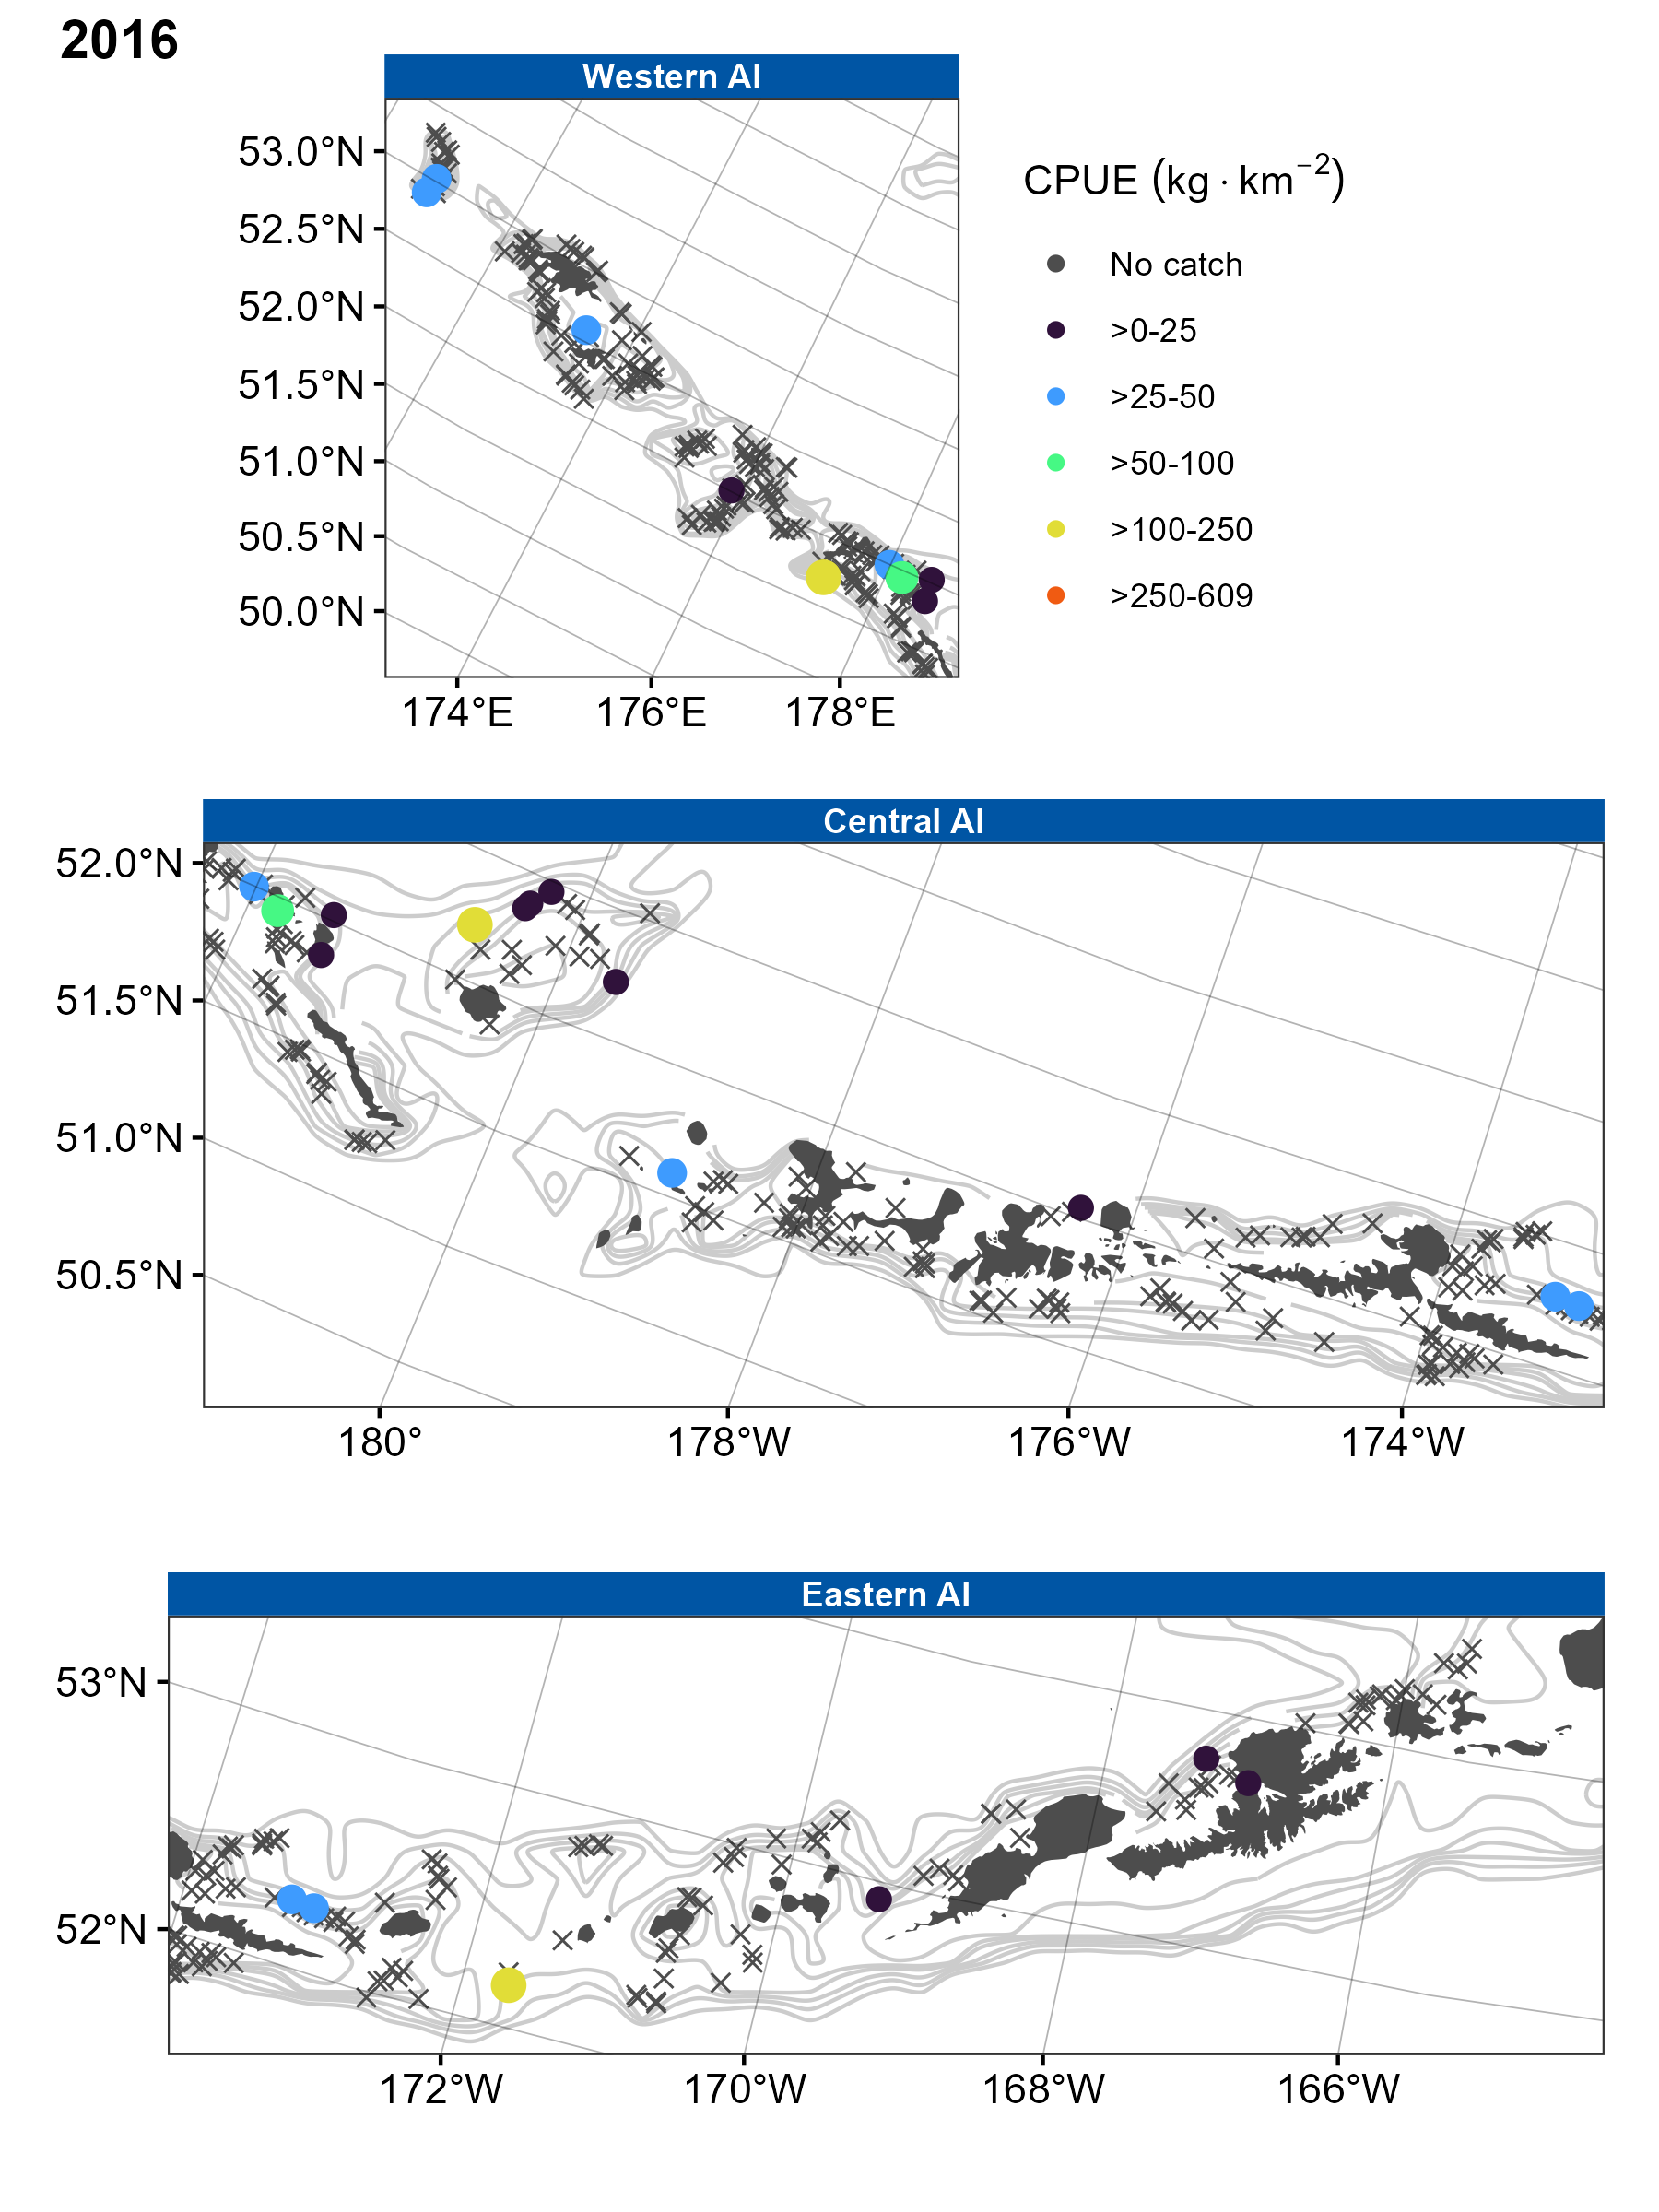 2016
Western AI
53.0°N
52.5°N
52.0°N
51.5°N
51.0°N
50.5°N
50.0°N
174°E 176°E 178°E
CPUE (kg · km⁻²)
No catch
>0-25
>25-50
>50-100
>100-250
>250-609
Central AI
52.0°N
51.5°N
51.0°N
50.5°N
180° 178°W 176°W 174°W
Eastern AI
53°N
52°N
172°W 170°W 168°W 166°W